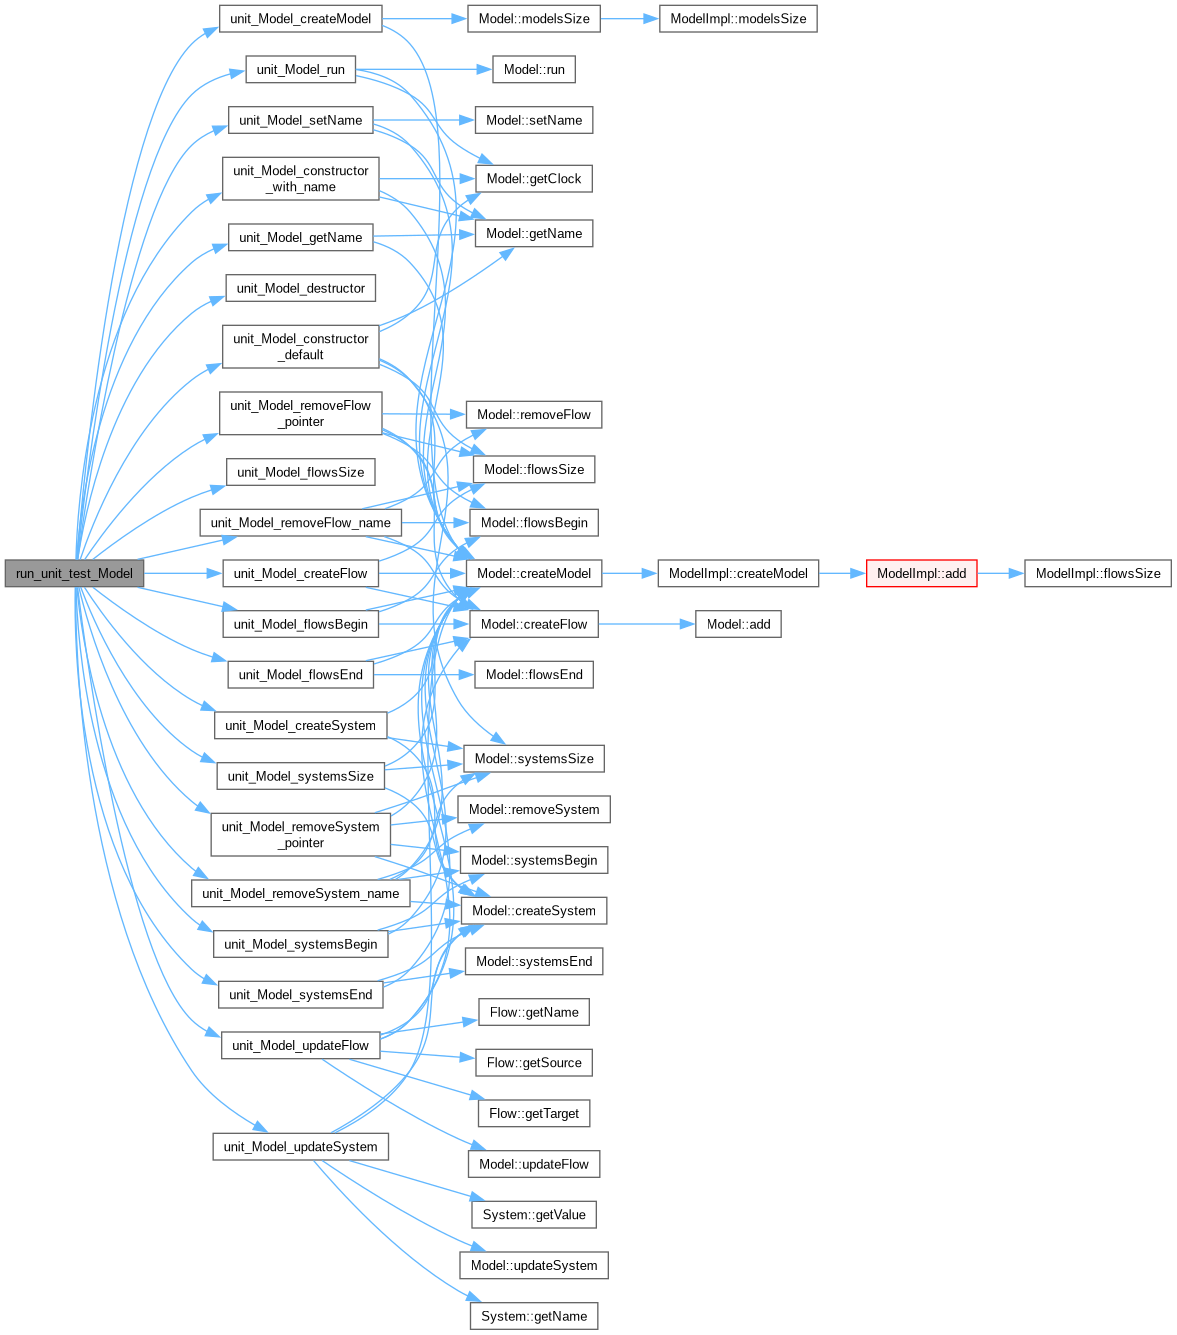 run_unit_test_Model
unit_Model_createModel
unit_Model_run
unit_Model_setName
unit_Model_constructor
_with_name
unit_Model_getName
unit_Model_destructor
unit_Model_constructor
_default
unit_Model_removeFlow
_pointer
unit_Model_flowsSize
unit_Model_removeFlow_name
unit_Model_createFlow
unit_Model_flowsBegin
unit_Model_flowsEnd
unit_Model_createSystem
unit_Model_systemsSize
unit_Model_removeSystem
_pointer
unit_Model_removeSystem_name
unit_Model_systemsBegin
unit_Model_systemsEnd
unit_Model_updateFlow
unit_Model_updateSystem
Model::modelsSize
Model::run
Model::setName
Model::getClock
Model::getName
Model::removeFlow
Model::flowsSize
Model::flowsBegin
Model::createModel
Model::createFlow
Model::flowsEnd
Model::systemsSize
Model::removeSystem
Model::systemsBegin
Model::createSystem
Model::systemsEnd
Flow::getName
Flow::getSource
Flow::getTarget
Model::updateFlow
System::getValue
Model::updateSystem
System::getName
ModelImpl::modelsSize
ModelImpl::createModel
Model::add
ModelImpl::add
ModelImpl::flowsSize